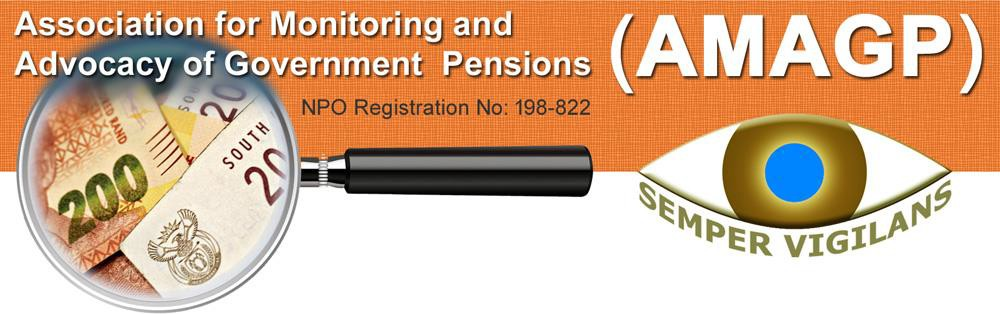 Association for Monitoring and
Advocacy of Government Pensions
(AMAGP)
NPO Registration No: 198-822
200
SOUTH
20
20
SEMPER VIGILANS